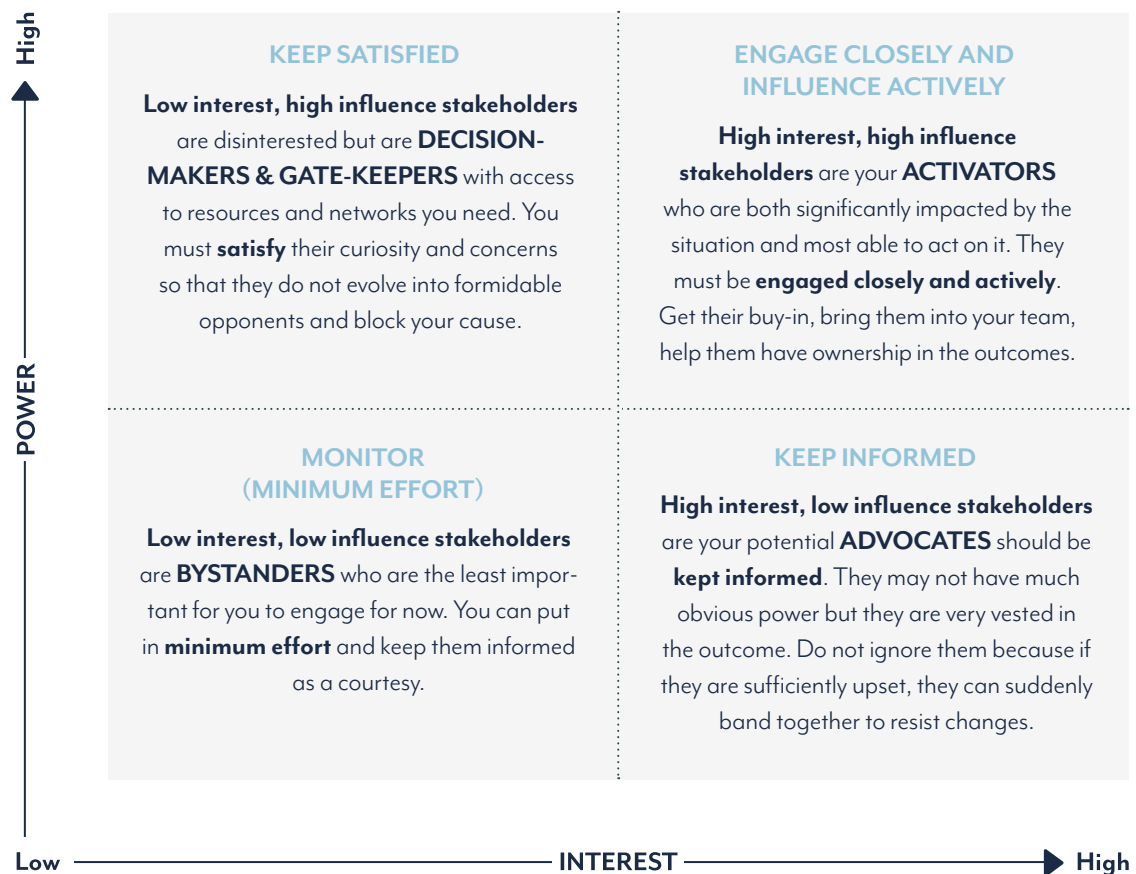 High
KEEP SATISFIED
Low interest, high influence stakeholders
are disinterested but are DECISION-
MAKERS & GATE-KEEPERS with access
to resources and networks you need. You
must satisfy their curiosity and concerns
so that they do not evolve into formidable
opponents and block your cause.
ENGAGE CLOSELY AND
INFLUENCE ACTIVELY
High interest, high influence
stakeholders are your ACTIVATORS
who are both significantly impacted by the
situation and most able to act on it. They
must be engaged closely and actively.
Get their buy-in, bring them into your team,
help them have ownership in the outcomes.
POWER
MONITOR
(MINIMUM EFFORT)
Low interest, low influence stakeholders
are BYSTANDERS who are the least impor-
tant for you to engage for now. You can put
in minimum effort and keep them informed
as a courtesy.
KEEP INFORMED
High interest, low influence stakeholders
are your potential ADVOCATES should be
kept informed. They may not have much
obvious power but they are very vested in
the outcome. Do not ignore them because if
they are sufficiently upset, they can suddenly
band together to resist changes.
Low
INTEREST
High